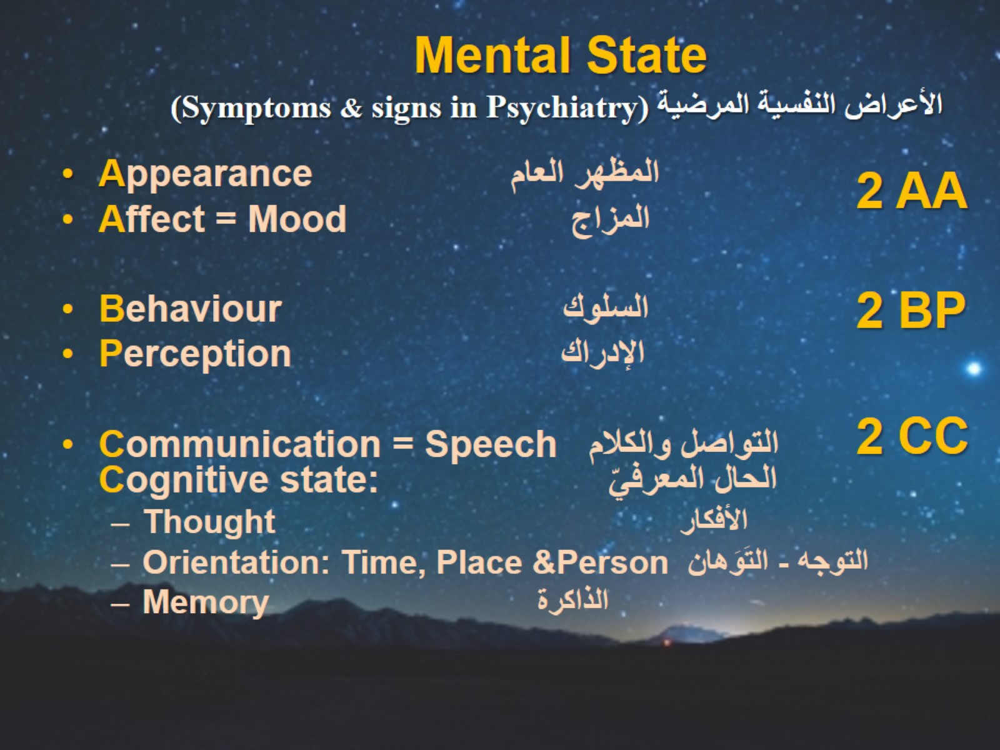 Mental State
(Symptoms & signs in Psychiatry) الأعراض النفسية المرضية
• Appearance المظهر العام
2 AA
• Affect = Mood المزاج
• Behaviour السلوك
2 BP
• Perception الإدراك
• Communication = Speech التواصل والكلام
2 CC
Cognitive state: الحال المعرفيّ
– Thought الأفكار
– Orientation: Time, Place &Person التوجه - التَوَهان
– Memory الذاكرة